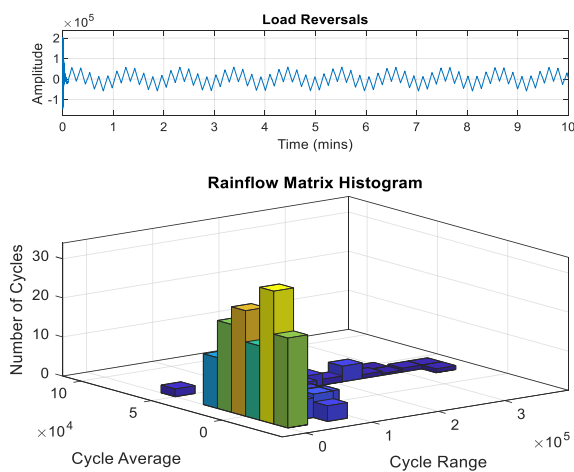 Load Reversals
×10^5
Amplitude
2
1
0
-1
0 1 2 3 4 5 6 7 8 9 10
Time (mins)
Rainflow Matrix Histogram
Number of Cycles
30
20
10
0
10
5
0
×10^4
Cycle Average
0
1
2
3
×10^5
Cycle Range